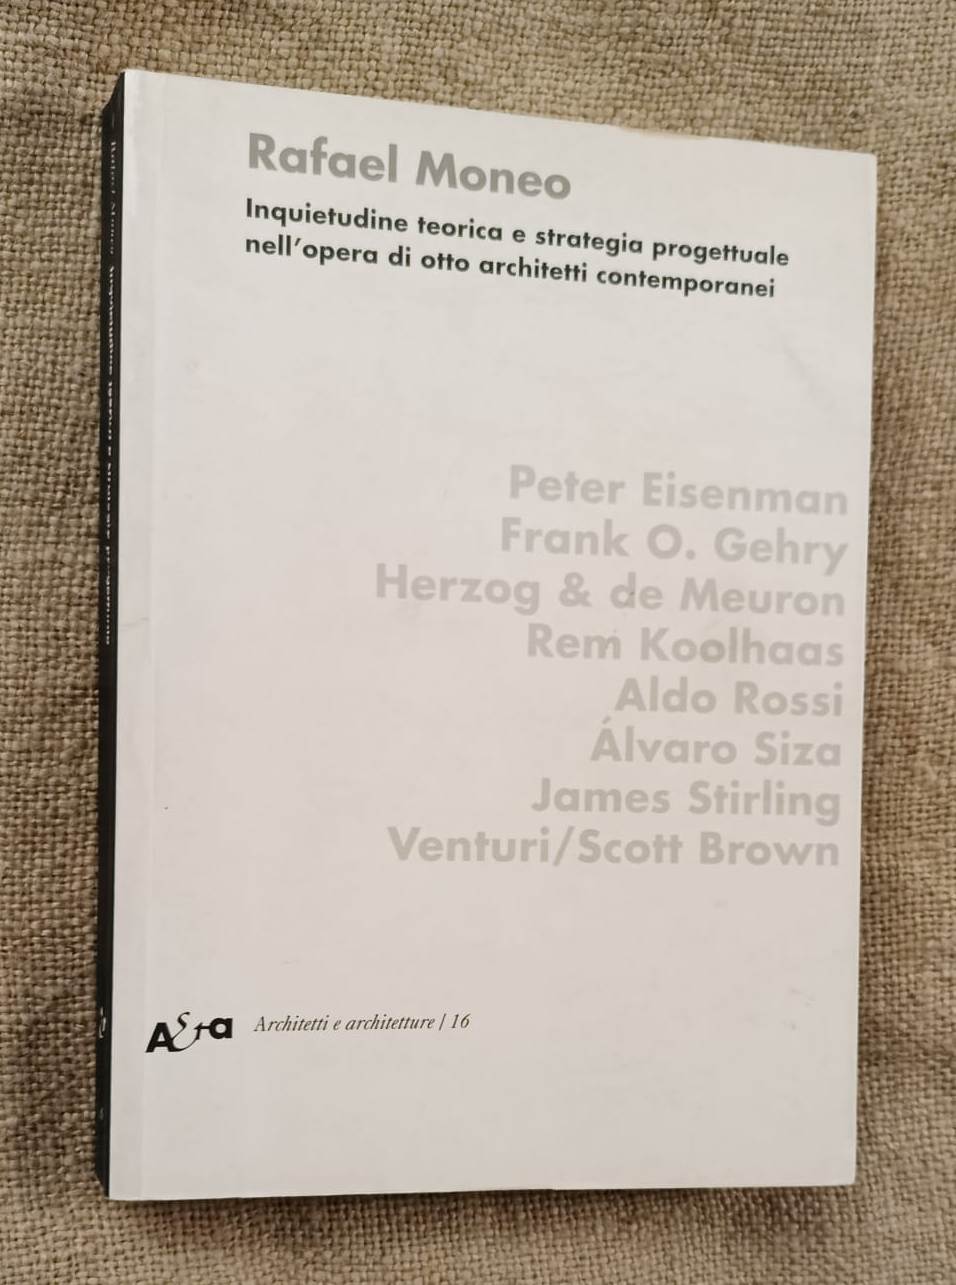 Rafael Moneo
Inquietudine teorica e strategia progettuale
nell'opera di otto architetti contemporanei
Peter Eisenman
Frank O. Gehry
Herzog & de Meuron
Rem Koolhaas
Aldo Rossi
Álvaro Siza
James Stirling
Venturi/Scott Brown
A&a Architetti e architetture | 16